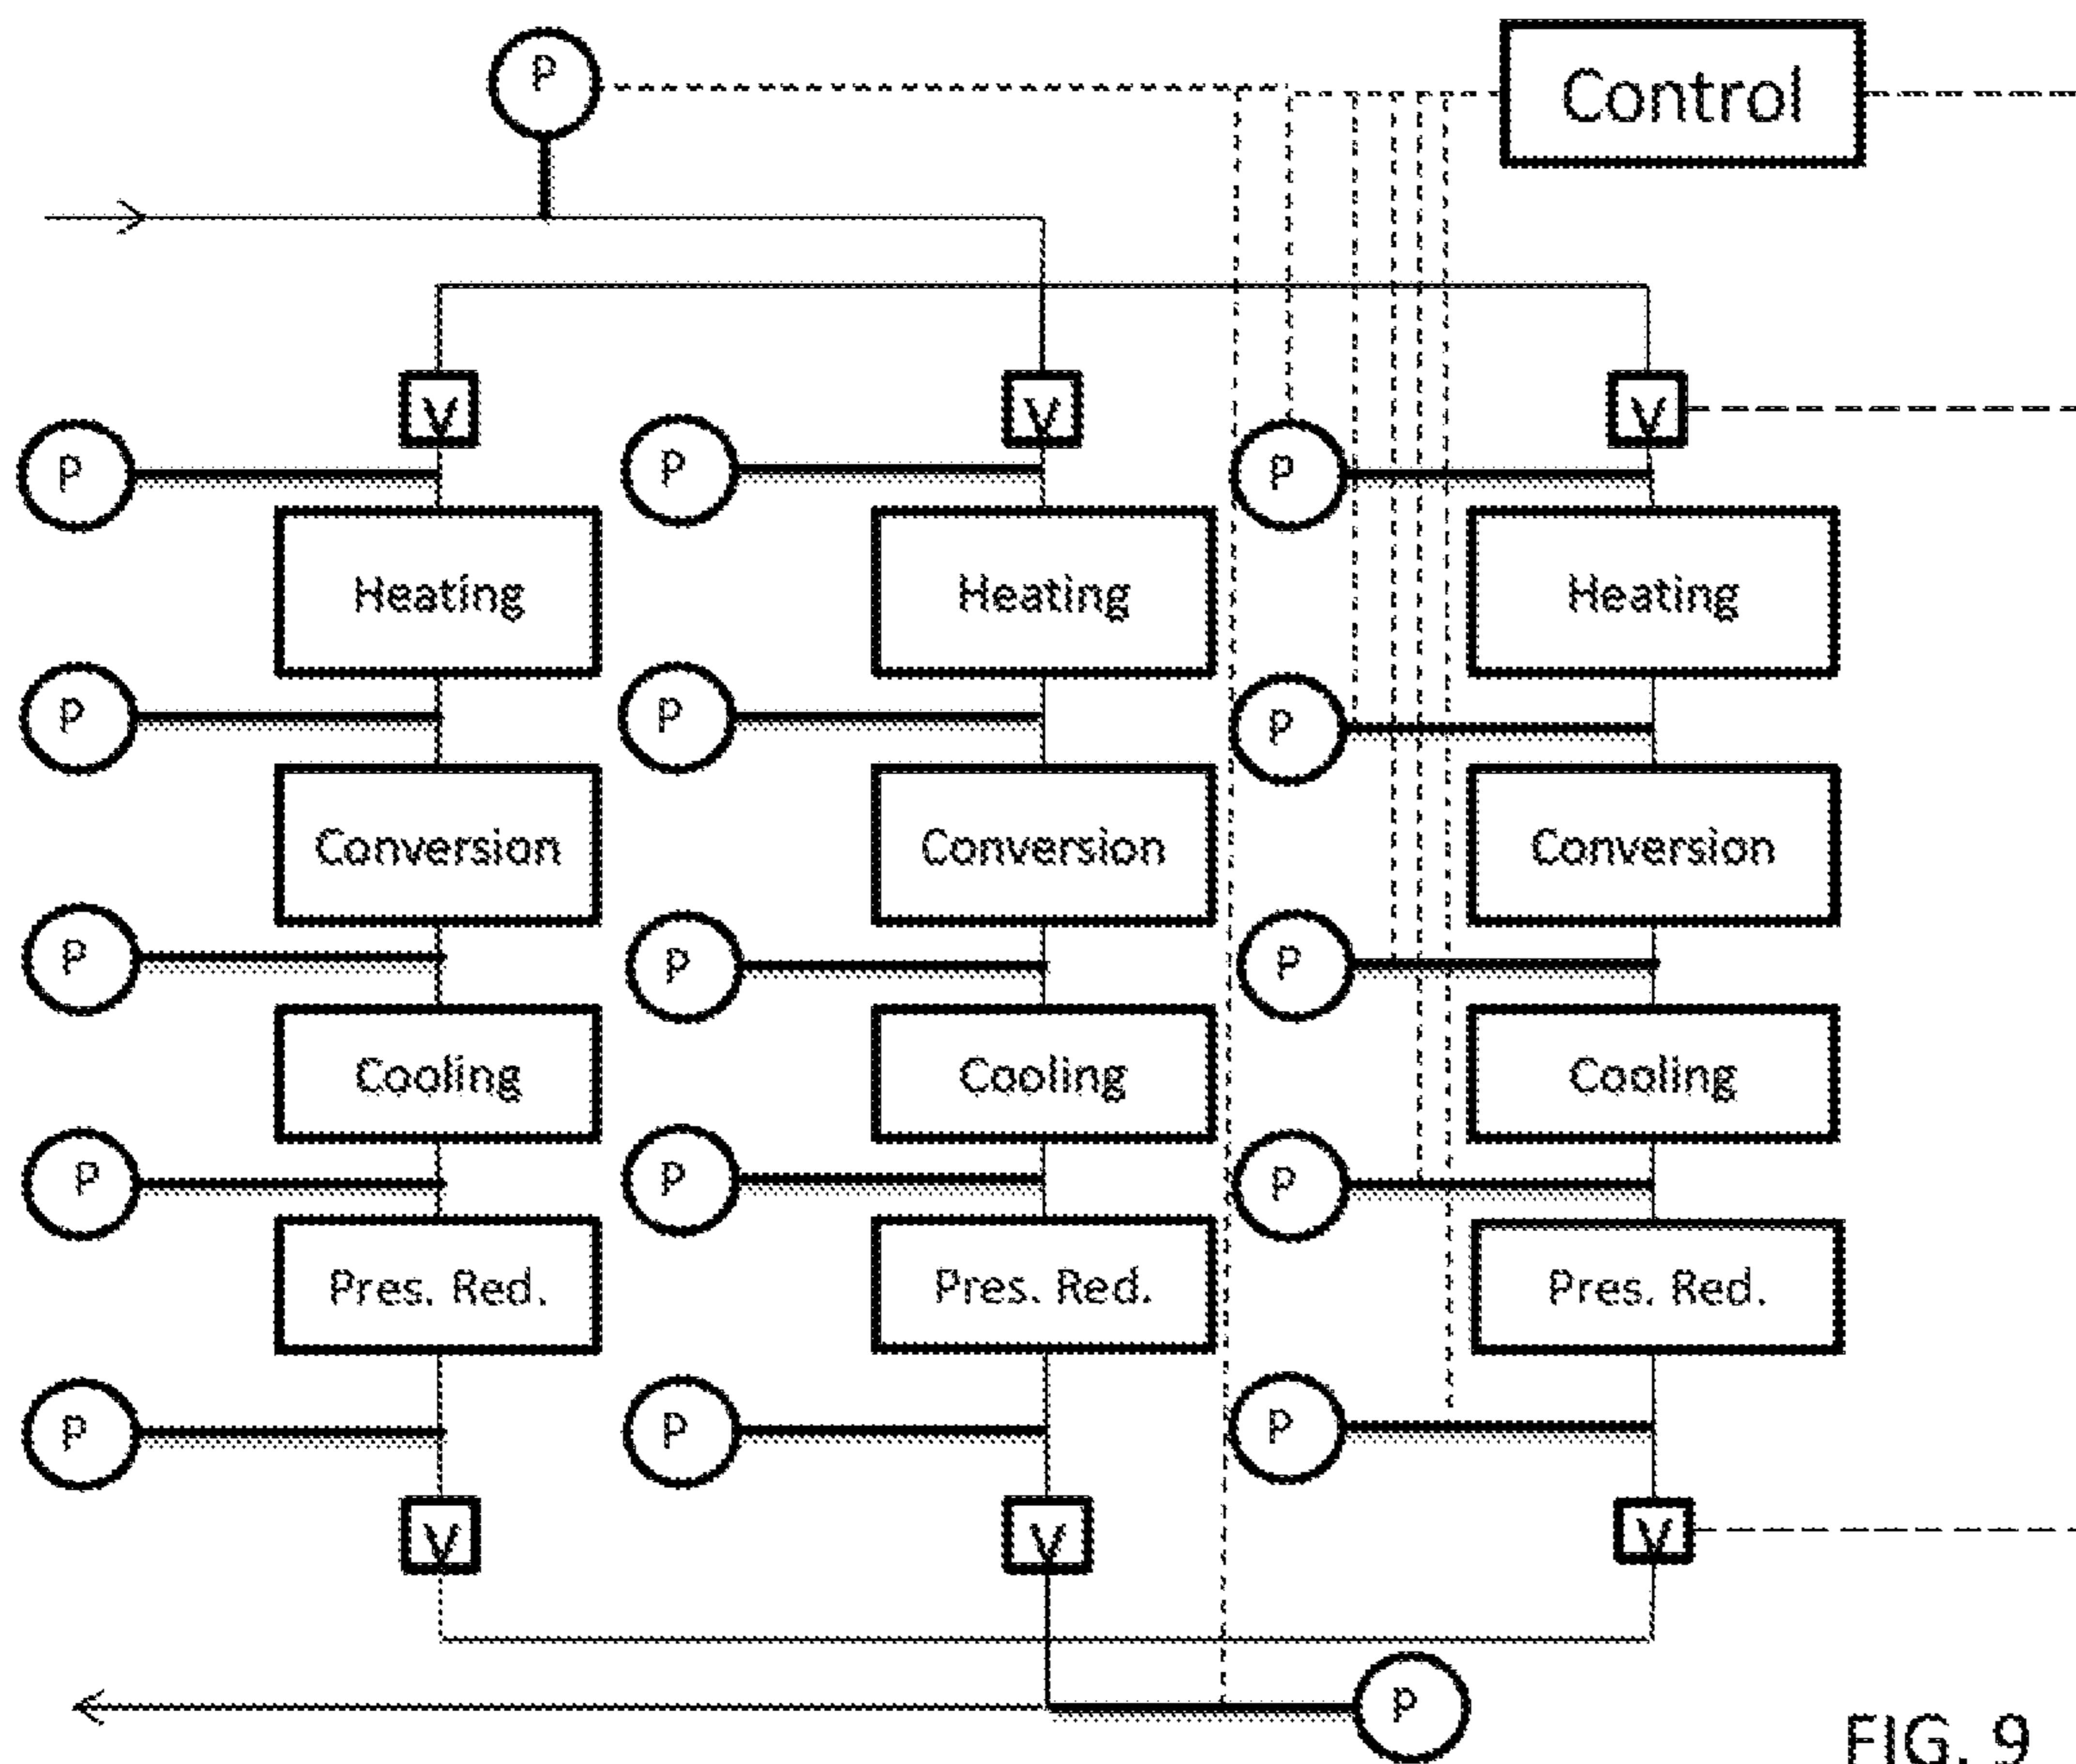 P
Control
V V V
P P P
Heating Heating Heating
P P P
Conversion Conversion Conversion
P P P
Cooling Cooling Cooling
P P P
Pres. Red. Pres. Red. Pres. Red.
P P P
V V V
P
FIG. 9